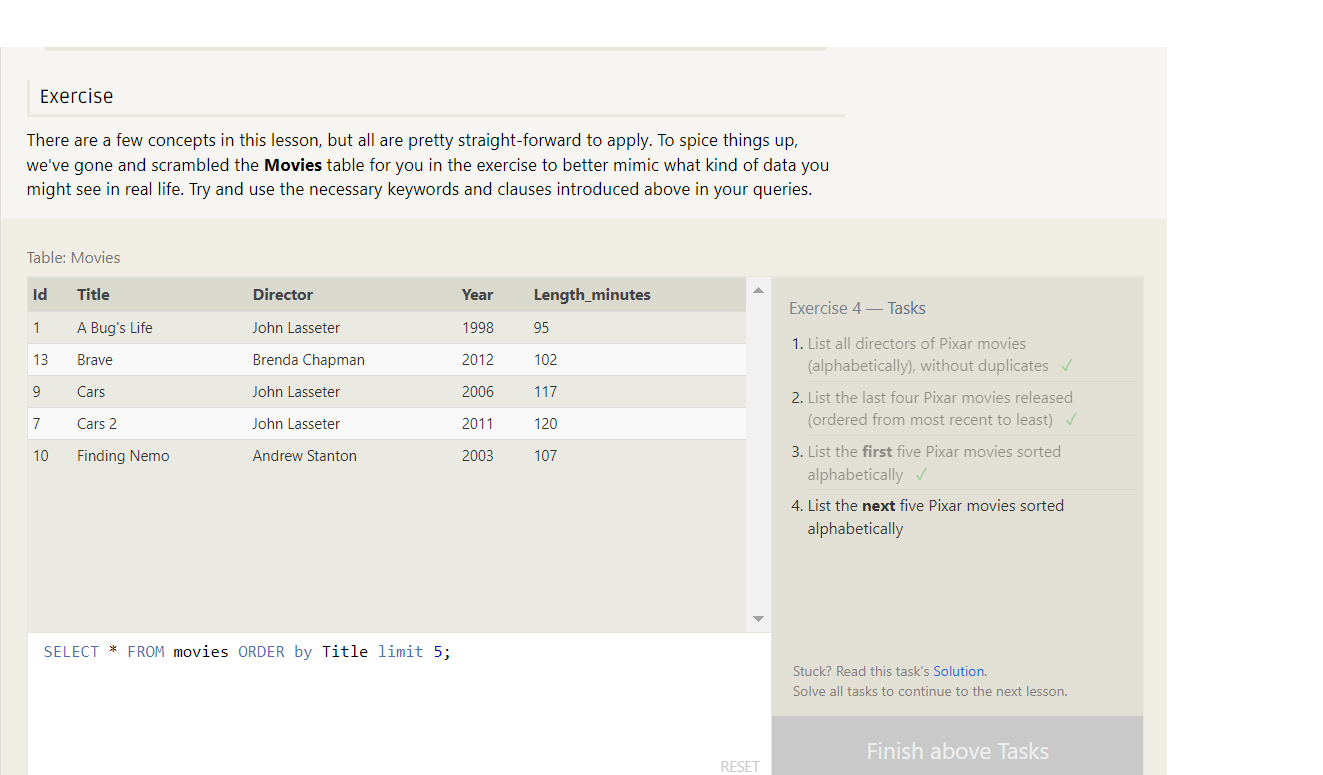 Exercise
There are a few concepts in this lesson, but all are pretty straight-forward to apply. To spice things up,
we've gone and scrambled the Movies table for you in the exercise to better mimic what kind of data you
might see in real life. Try and use the necessary keywords and clauses introduced above in your queries.
Table: Movies
Id Title Director Year Length_minutes
1 A Bug's Life John Lasseter 1998 95
13 Brave Brenda Chapman 2012 102
9 Cars John Lasseter 2006 117
7 Cars 2 John Lasseter 2011 120
10 Finding Nemo Andrew Stanton 2003 107
SELECT * FROM movies ORDER by Title limit 5;
RESET
Exercise 4 — Tasks
1. List all directors of Pixar movies
(alphabetically), without duplicates ✓
2. List the last four Pixar movies released
(ordered from most recent to least) ✓
3. List the first five Pixar movies sorted
alphabetically ✓
4. List the next five Pixar movies sorted
alphabetically
Stuck? Read this task's Solution.
Solve all tasks to continue to the next lesson.
Finish above Tasks